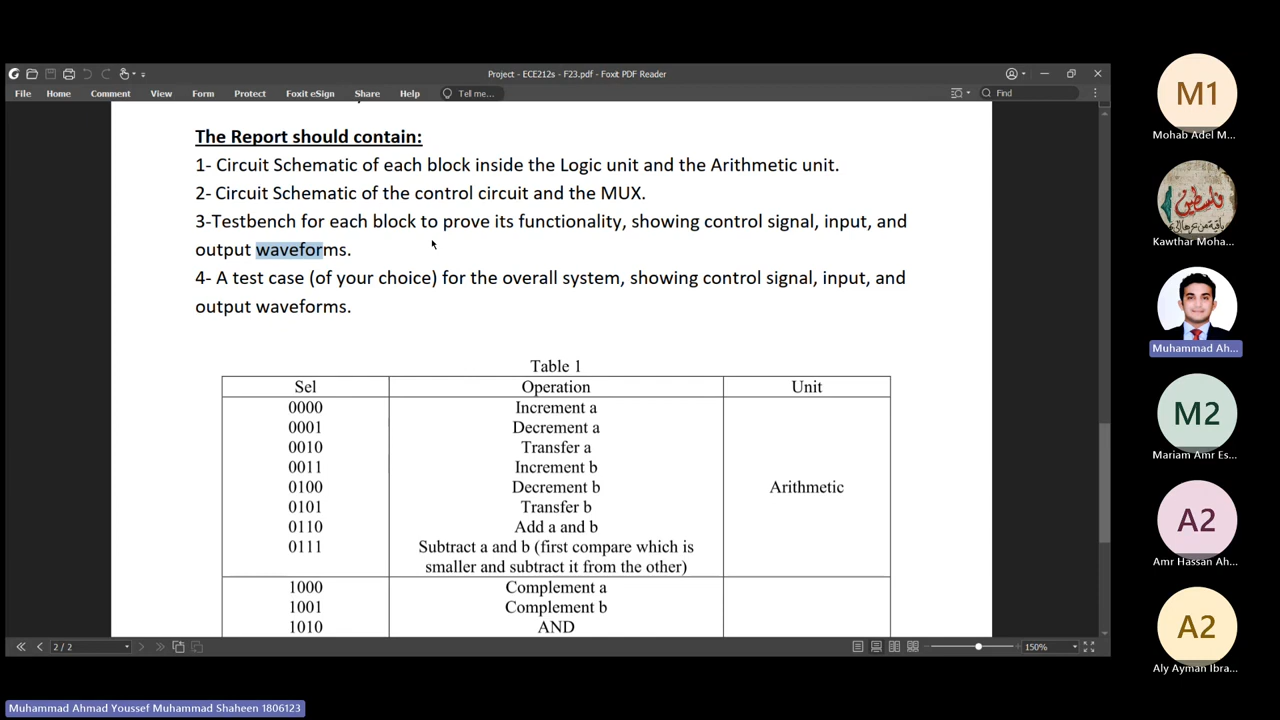 Project - ECE212s - F23.pdf - Foxit PDF Reader
File Home Comment View Form Protect Foxit eSign Share Help Tell me... Find
The Report should contain:
1- Circuit Schematic of each block inside the Logic unit and the Arithmetic unit.
2- Circuit Schematic of the control circuit and the MUX.
3-Testbench for each block to prove its functionality, showing control signal, input, and
output waveforms.
4- A test case (of your choice) for the overall system, showing control signal, input, and
output waveforms.
Table 1
Sel Operation Unit
0000 Increment a
0001 Decrement a
0010 Transfer a
0011 Increment b
0100 Decrement b Arithmetic
0101 Transfer b
0110 Add a and b
0111 Subtract a and b (first compare which is
smaller and subtract it from the other)
1000 Complement a
1001 Complement b
1010 AND
2 / 2 150%
M1
Mohab Adel M...
فلسطين
Kawthar Moha...
Muhammad Ah...
M2
Mariam Amr Es...
A2
Amr Hassan Ah...
A2
Aly Ayman Ibra...
Muhammad Ahmad Youssef Muhammad Shaheen 1806123